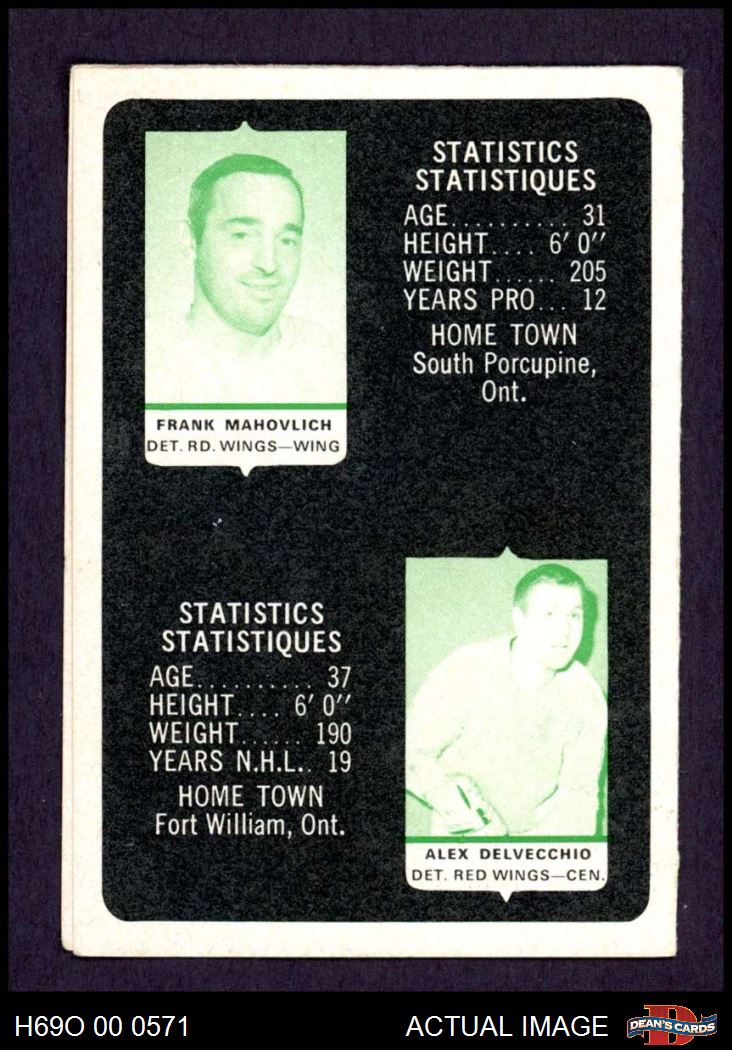 STATISTICS
STATISTIQUES
AGE.......... 31
HEIGHT.... 6' 0''
WEIGHT...... 205
YEARS PRO... 12
HOME TOWN
South Porcupine,
Ont.
FRANK MAHOVLICH
DET. RD. WINGS—WING
STATISTICS
STATISTIQUES
AGE.......... 37
HEIGHT.... 6' 0''
WEIGHT...... 190
YEARS N.H.L.. 19
HOME TOWN
Fort William, Ont.
ALEX DELVECCHIO
DET. RED WINGS—CEN.
H69O 00 0571
ACTUAL IMAGE
D
DEAN'S CARDS